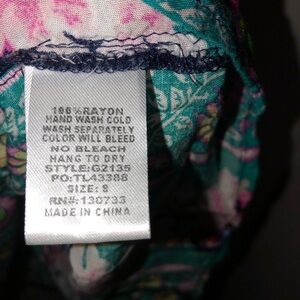 100%RAYON
HAND WASH COLD
WASH SEPARATELY
COLOR WILL BLEED
NO BLEACH
HANG TO DRY
STYLE:G2135
PO:TL43388
SIZE: S
RN#: 130733
MADE IN CHINA